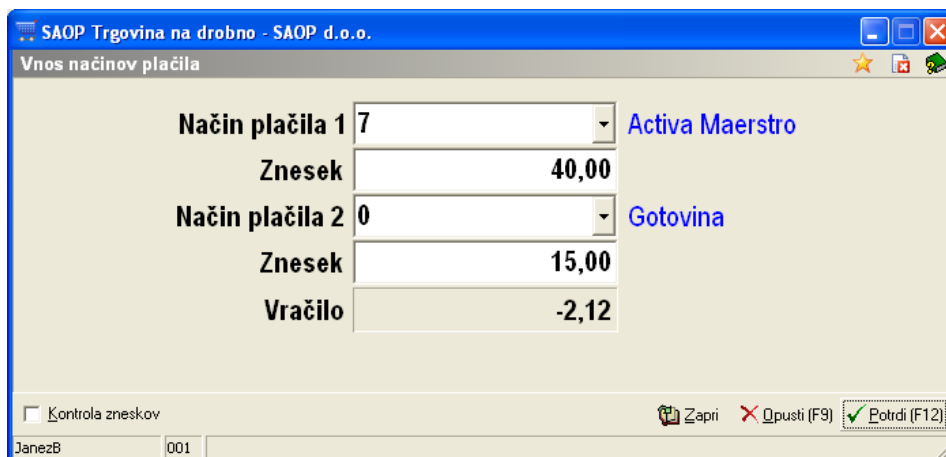 SAOP Trgovina na drobno - SAOP d.o.o.
Vnos načinov plačila
Način plačila 1 7 Activa Maerstro
Znesek 40,00
Način plačila 2 0 Gotovina
Znesek 15,00
Vračilo -2,12
Kontrola zneskov Zapri Opusti (F9) Potrdi (F12)
JanezB 001